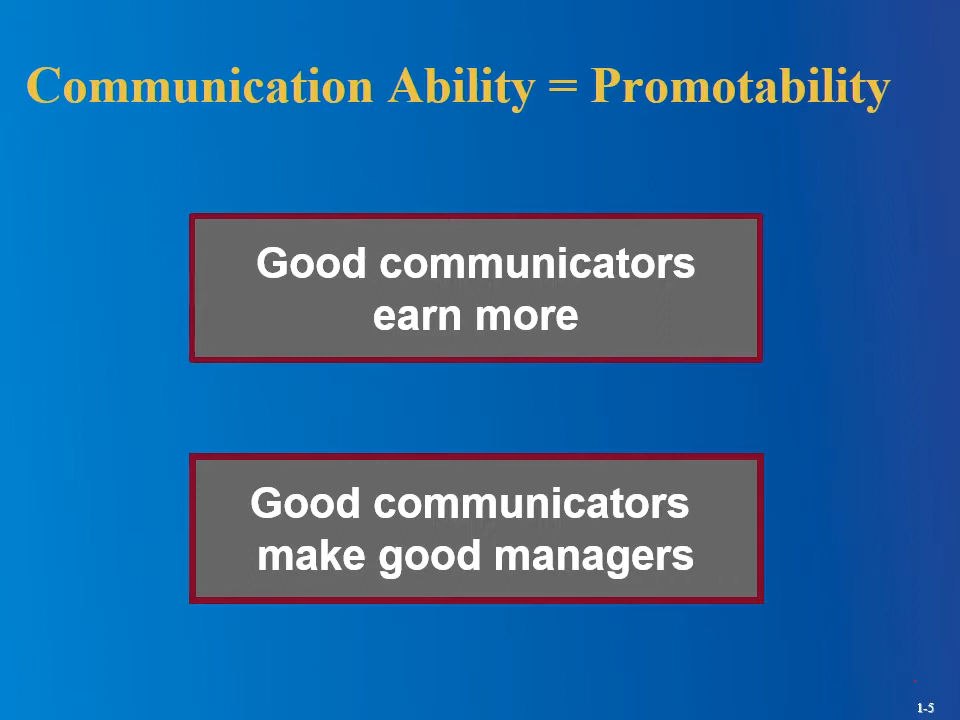 Communication Ability = Promotability
Good communicators
earn more
Good communicators
make good managers
1-5